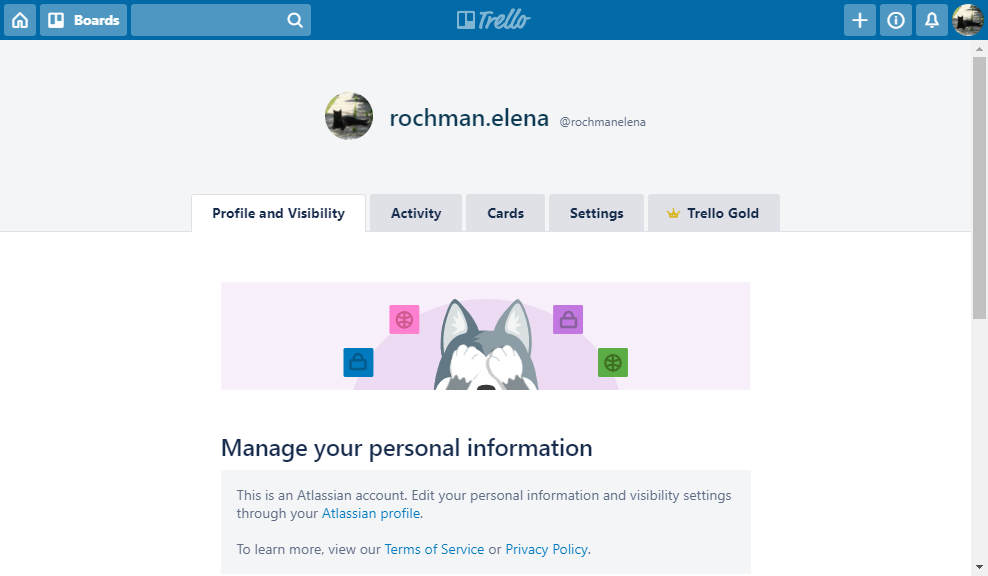 Boards
Trello
rochman.elena @rochmanelena
Profile and Visibility Activity Cards Settings Trello Gold
Manage your personal information
This is an Atlassian account. Edit your personal information and visibility settings
through your Atlassian profile.
To learn more, view our Terms of Service or Privacy Policy.